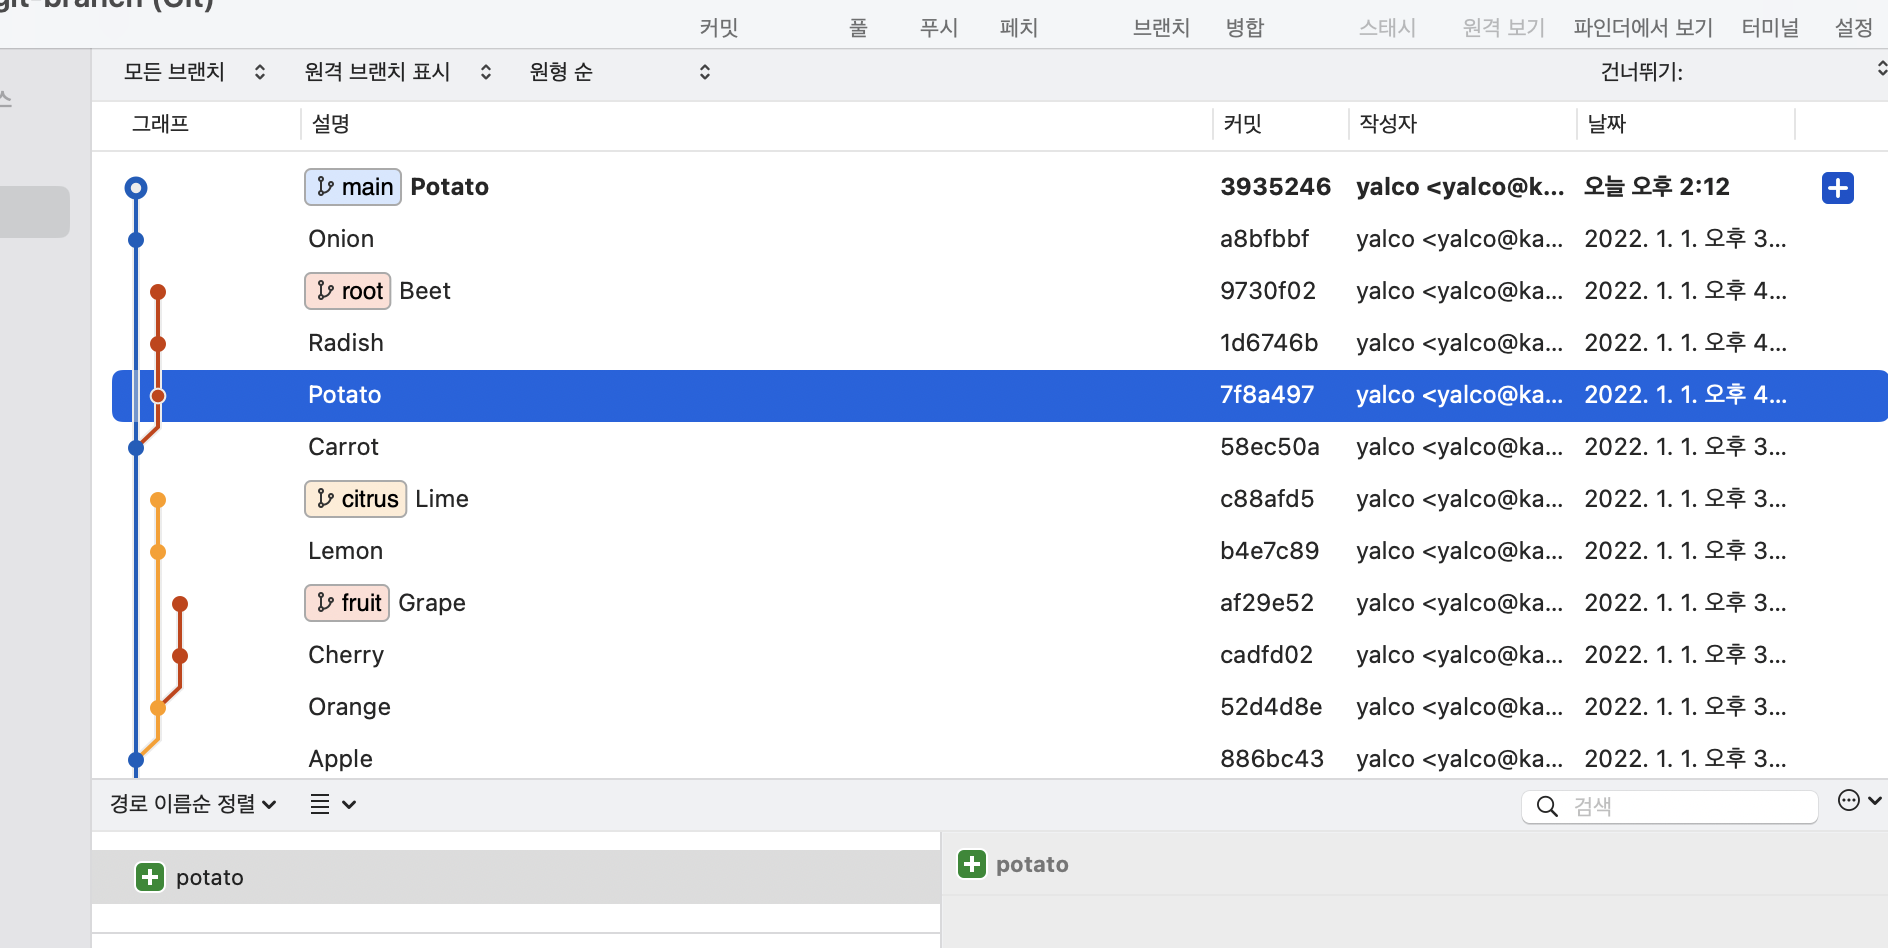 git-branch (Git)
커밋 풀 푸시 페치 브랜치 병합 스태시 원격 보기 파인더에서 보기 터미널 설정
모든 브랜치 원격 브랜치 표시 원형 순 건너뛰기:
스
그래프 설명 커밋 작성자 날짜
main Potato 3935246 yalco <yalco@k... 오늘 오후 2:12
Onion a8bfbbf yalco <yalco@ka... 2022. 1. 1. 오후 3...
root Beet 9730f02 yalco <yalco@ka... 2022. 1. 1. 오후 4...
Radish 1d6746b yalco <yalco@ka... 2022. 1. 1. 오후 4...
Potato 7f8a497 yalco <yalco@ka... 2022. 1. 1. 오후 4...
Carrot 58ec50a yalco <yalco@ka... 2022. 1. 1. 오후 3...
citrus Lime c88afd5 yalco <yalco@ka... 2022. 1. 1. 오후 3...
Lemon b4e7c89 yalco <yalco@ka... 2022. 1. 1. 오후 3...
fruit Grape af29e52 yalco <yalco@ka... 2022. 1. 1. 오후 3...
Cherry cadfd02 yalco <yalco@ka... 2022. 1. 1. 오후 3...
Orange 52d4d8e yalco <yalco@ka... 2022. 1. 1. 오후 3...
Apple 886bc43 yalco <yalco@ka... 2022. 1. 1. 오후 3...
경로 이름순 정렬 검색
potato
potato